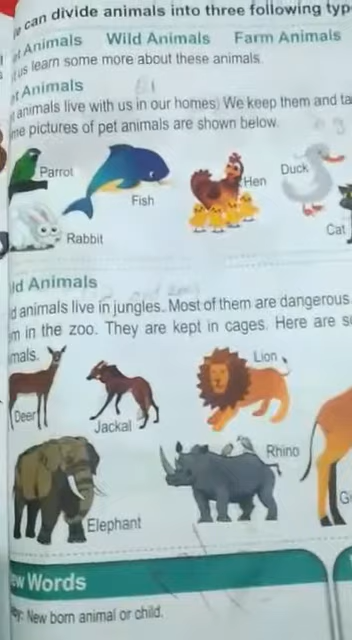 can divide animals into three following typ
Animals Wild Animals Farm Animals
us learn some more about these animals.
Animals
animals live with us in our homes. We keep them and ta
me pictures of pet animals are shown below.
Parrot
Fish
Hen
Duck
Rabbit
Cat
ld Animals
d animals live in jungles. Most of them are dangerous.
m in the zoo. They are kept in cages. Here are s
mals.
Deer
Jackal
Lion
Elephant
Rhino
G
ew Words
y: New born animal or child.